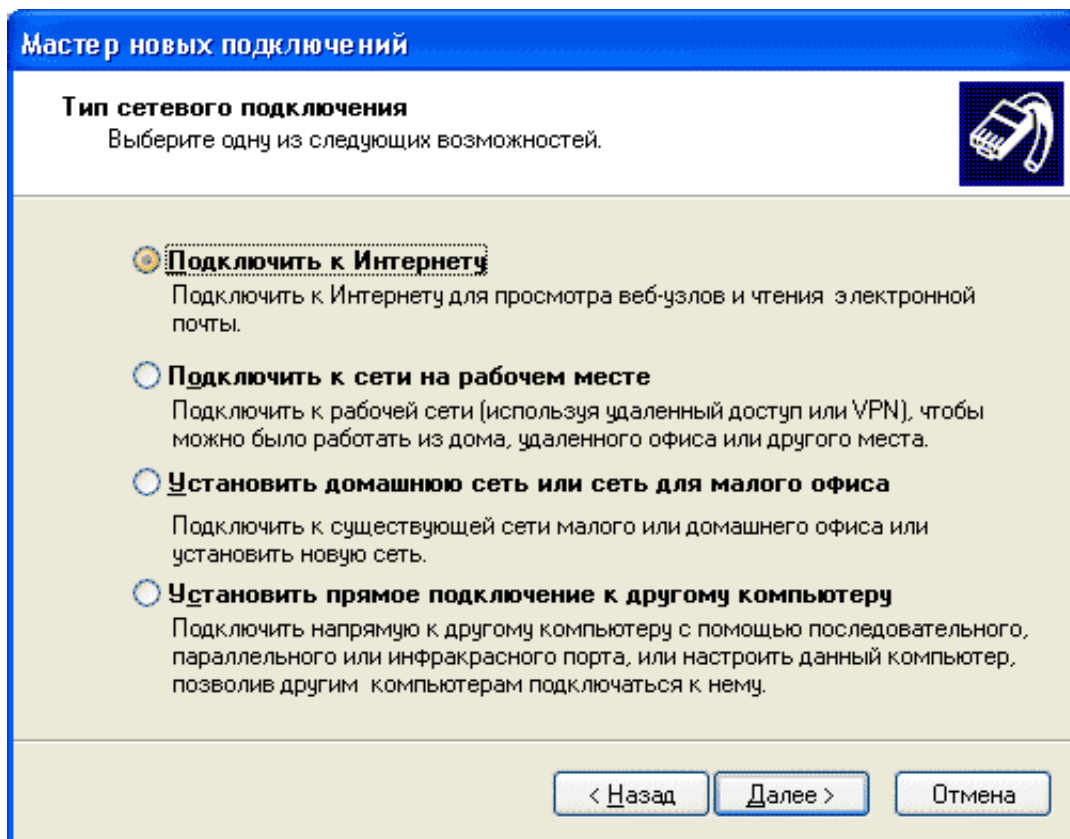 Мастер новых подключений
Тип сетевого подключения
Выберите одну из следующих возможностей.
Подключить к Интернету
Подключить к Интернету для просмотра веб-узлов и чтения электронной
почты.
Подключить к сети на рабочем месте
Подключить к рабочей сети (используя удаленный доступ или VPN), чтобы
можно было работать из дома, удаленного офиса или другого места.
Установить домашнюю сеть или сеть для малого офиса
Подключить к существующей сети малого или домашнего офиса или
установить новую сеть.
Установить прямое подключение к другому компьютеру
Подключить напрямую к другому компьютеру с помощью последовательного,
параллельного или инфракрасного порта, или настроить данный компьютер,
позволив другим компьютерам подключаться к нему.
< Назад Далее > Отмена